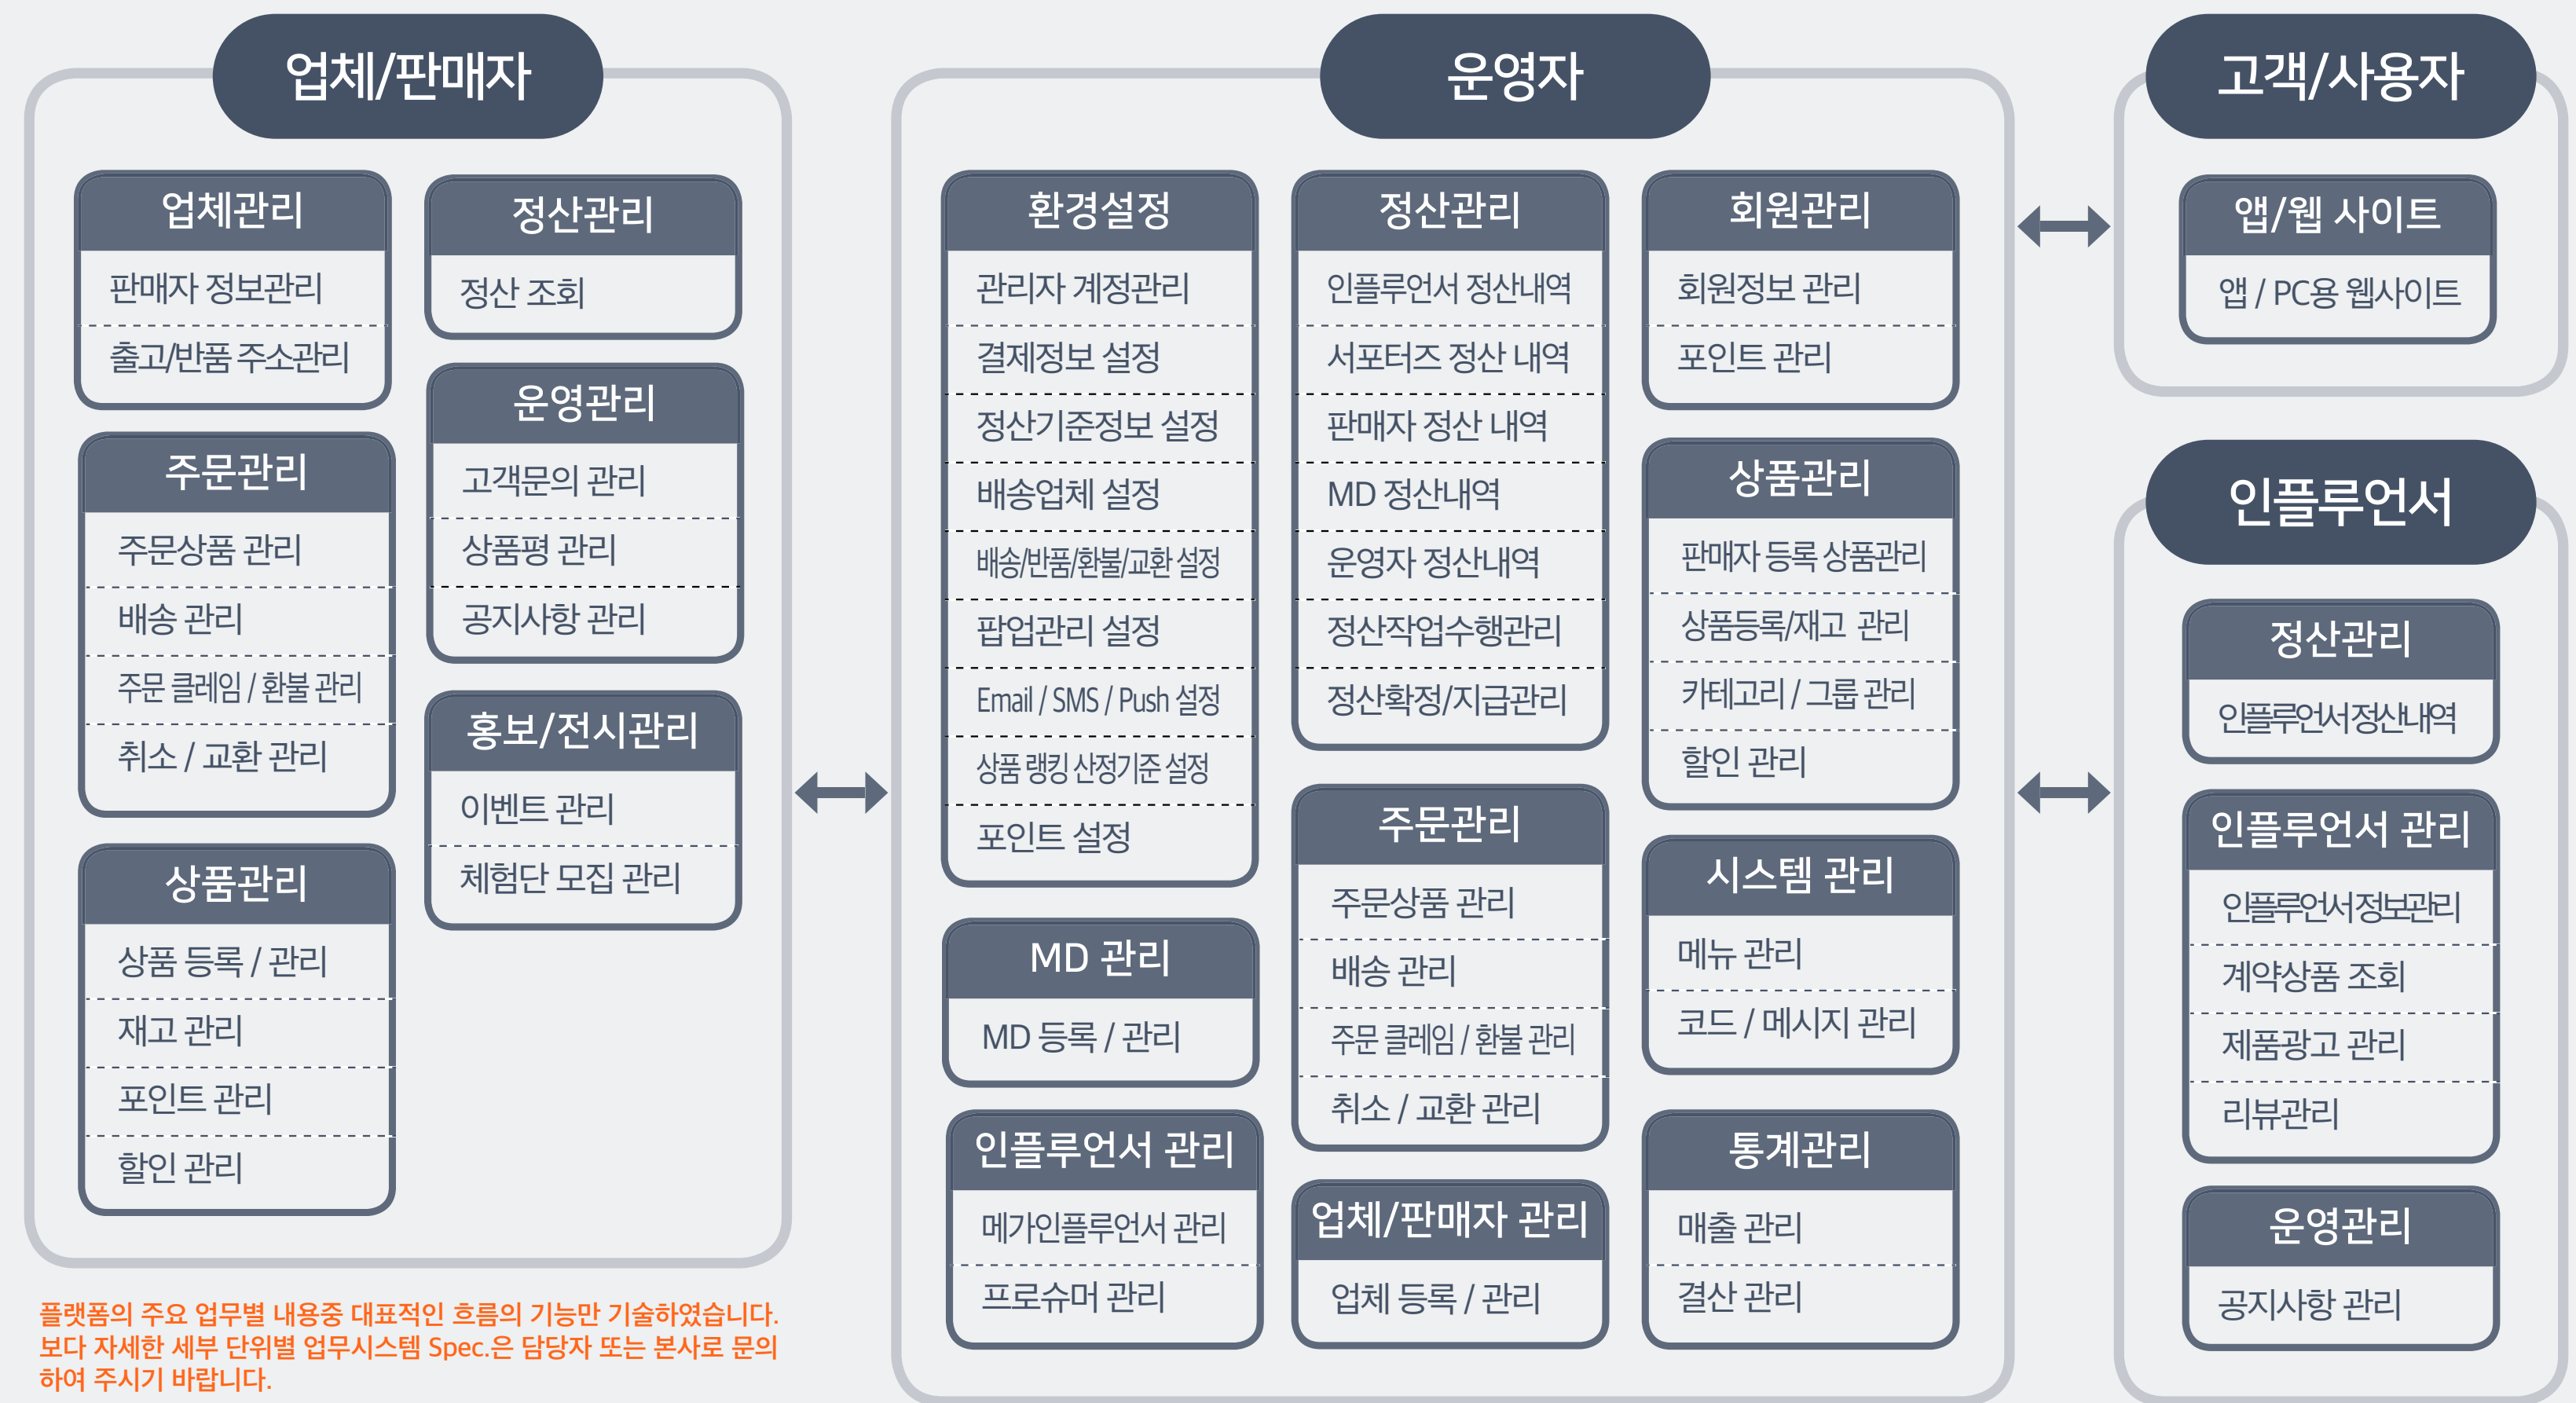 업체/판매자
업체관리
판매자 정보관리
출고/반품 주소관리
주문관리
주문상품 관리
배송 관리
주문 클레임 / 환불 관리
취소 / 교환 관리
상품관리
상품 등록 / 관리
재고 관리
포인트 관리
할인 관리
정산관리
정산 조회
운영관리
고객문의 관리
상품평 관리
공지사항 관리
홍보/전시관리
이벤트 관리
체험단 모집 관리
플랫폼의 주요 업무별 내용중 대표적인 흐름의 기능만 기술하였습니다.
보다 자세한 세부 단위별 업무시스템 Spec.은 담당자 또는 본사로 문의
하여 주시기 바랍니다.
운영자
환경설정
관리자 계정관리
결제정보 설정
정산기준정보 설정
배송업체 설정
배송/반품/환불/교환 설정
팝업관리 설정
Email / SMS / Push 설정
상품 랭킹 산정기준 설정
포인트 설정
MD 관리
MD 등록 / 관리
인플루언서 관리
메가인플루언서 관리
프로슈머 관리
정산관리
인플루언서 정산내역
서포터즈 정산 내역
판매자 정산 내역
MD 정산내역
운영자 정산내역
정산작업수행관리
정산확정/지급관리
주문관리
주문상품 관리
배송 관리
주문 클레임 / 환불 관리
취소 / 교환 관리
업체/판매자 관리
업체 등록 / 관리
회원관리
회원정보 관리
포인트 관리
상품관리
판매자 등록 상품관리
상품등록/재고 관리
카테고리 / 그룹 관리
할인 관리
시스템 관리
메뉴 관리
코드 / 메시지 관리
통계관리
매출 관리
결산 관리
고객/사용자
앱/웹 사이트
앱 / PC용 웹사이트
인플루언서
정산관리
인플루언서 정산내역
인플루언서 관리
인플루언서 정보관리
계약상품 조회
제품광고 관리
리뷰관리
운영관리
공지사항 관리